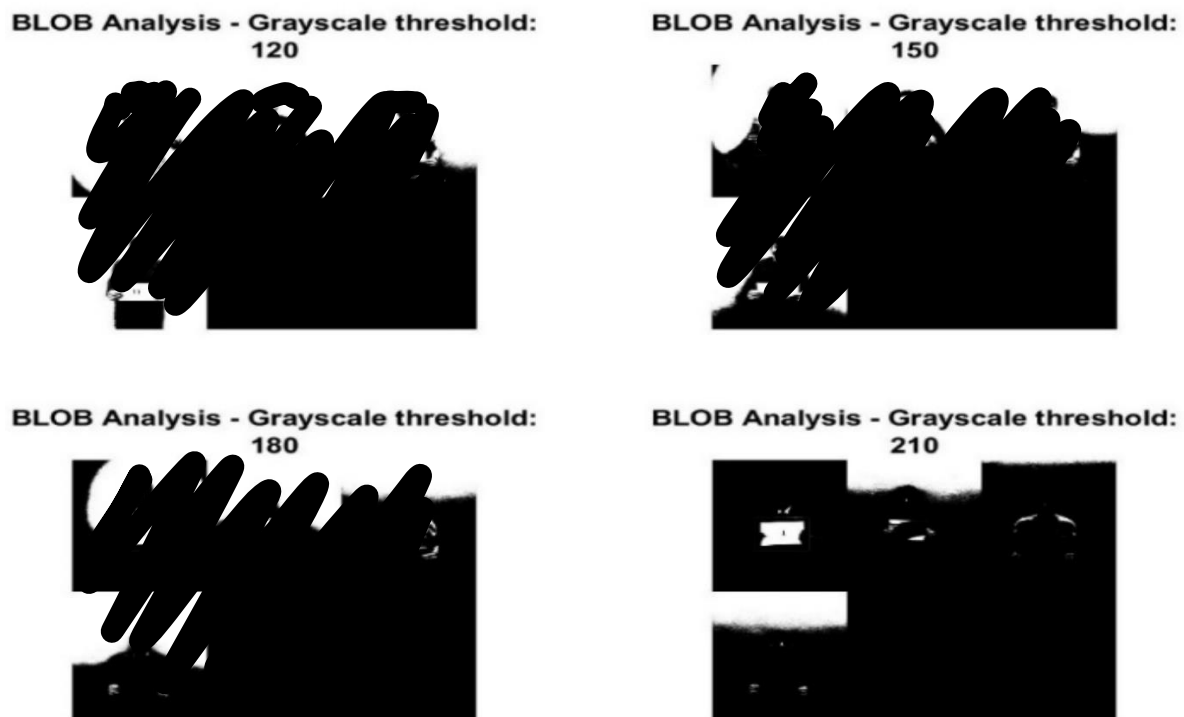 BLOB Analysis - Grayscale threshold:
120
BLOB Analysis - Grayscale threshold:
150
BLOB Analysis - Grayscale threshold:
180
BLOB Analysis - Grayscale threshold:
210